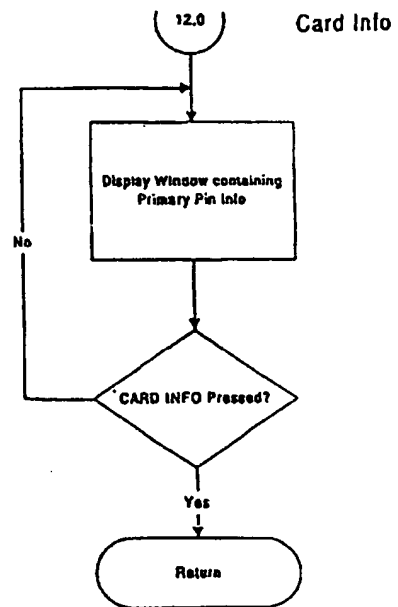 12.0
Card Info
Display Window containing
Primary Pin Info
No
CARD INFO Pressed?
Yes
Return